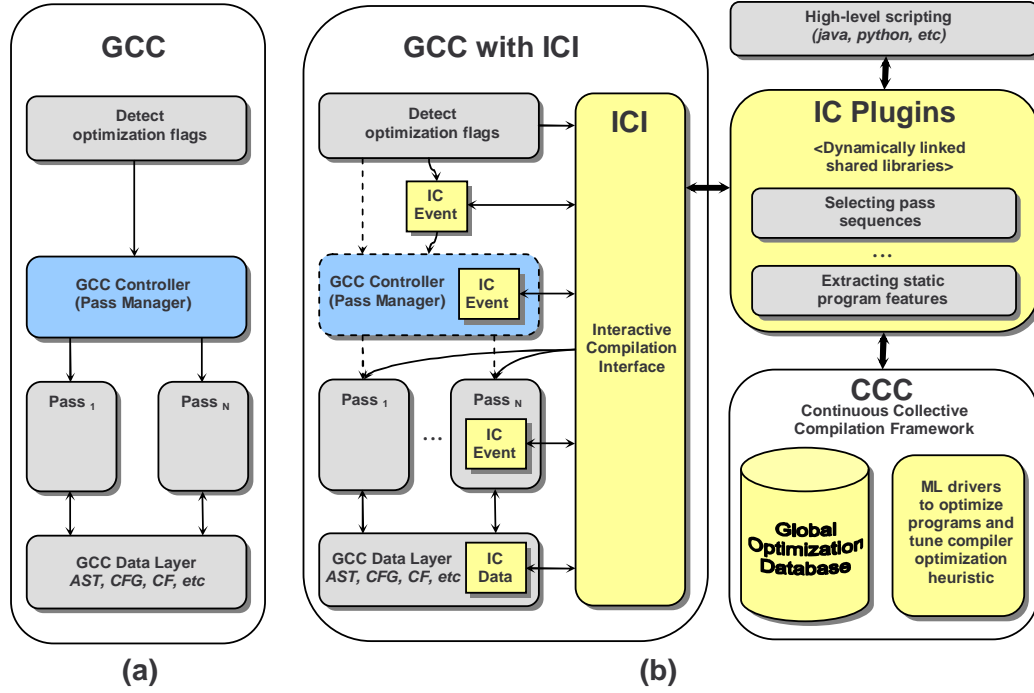 GCC
Detect
optimization flags
GCC Controller
(Pass Manager)
Pass 1
Pass N
GCC Data Layer
AST, CFG, CF, etc
(a)
GCC with ICI
Detect
optimization flags
IC
Event
GCC Controller
(Pass Manager)
IC
Event
Pass 1
...
Pass N
IC
Event
GCC Data Layer
AST, CFG, CF, etc
IC
Data
ICI
Interactive
Compilation
Interface
High-level scripting
(java, python, etc)
IC Plugins
<Dynamically linked
shared libraries>
Selecting pass
sequences
...
Extracting static
program features
CCC
Continuous Collective
Compilation Framework
Global
Optimization
Database
ML drivers
to optimize
programs and
tune compiler
optimization
heuristic
(b)